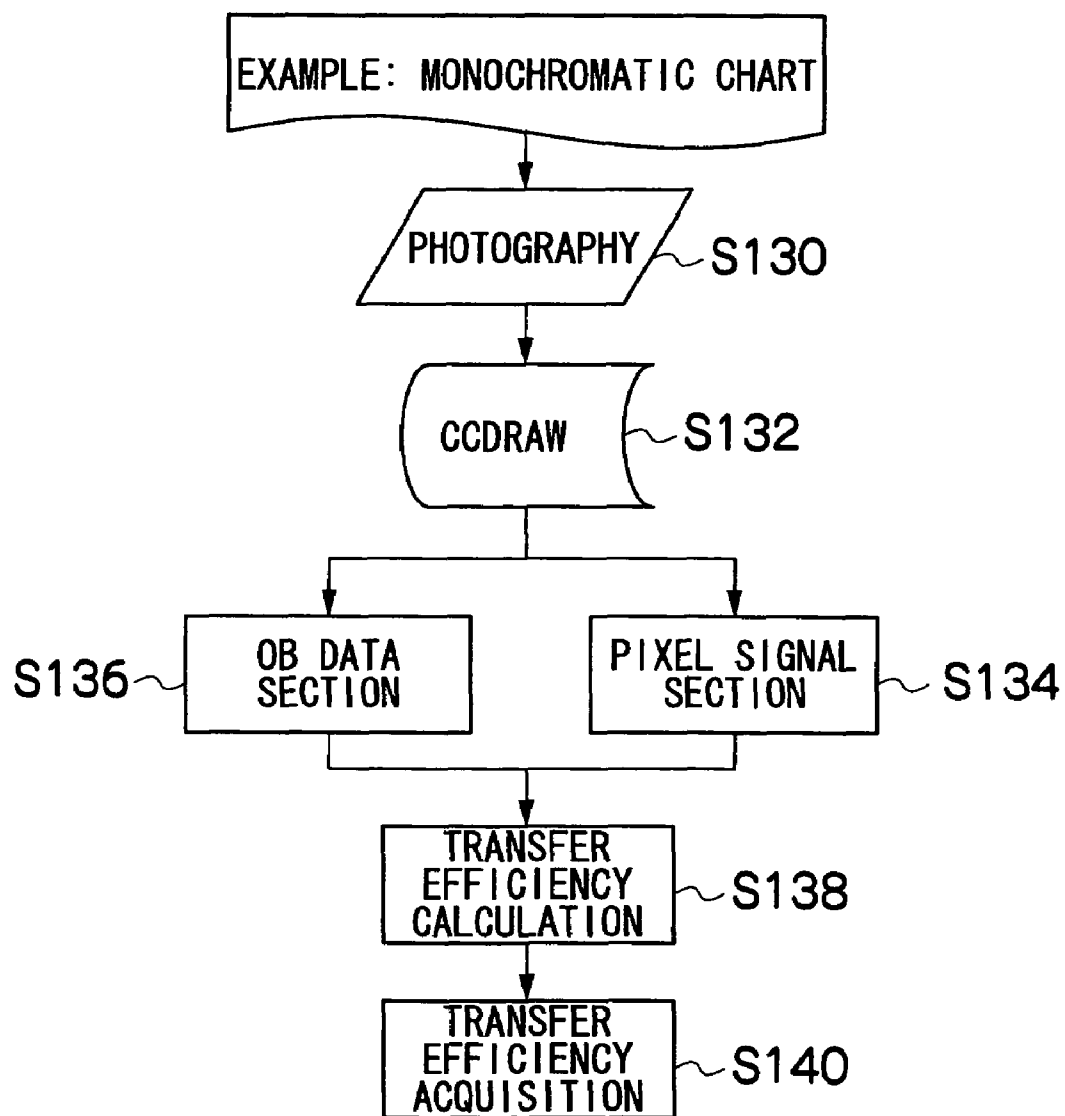 EXAMPLE: MONOCHROMATIC CHART
PHOTOGRAPHY
S130
CCDRAW
S132
OB DATA
SECTION
S136
PIXEL SIGNAL
SECTION
S134
TRANSFER
EFFICIENCY
CALCULATION
S138
TRANSFER
EFFICIENCY
ACQUISITION
S140